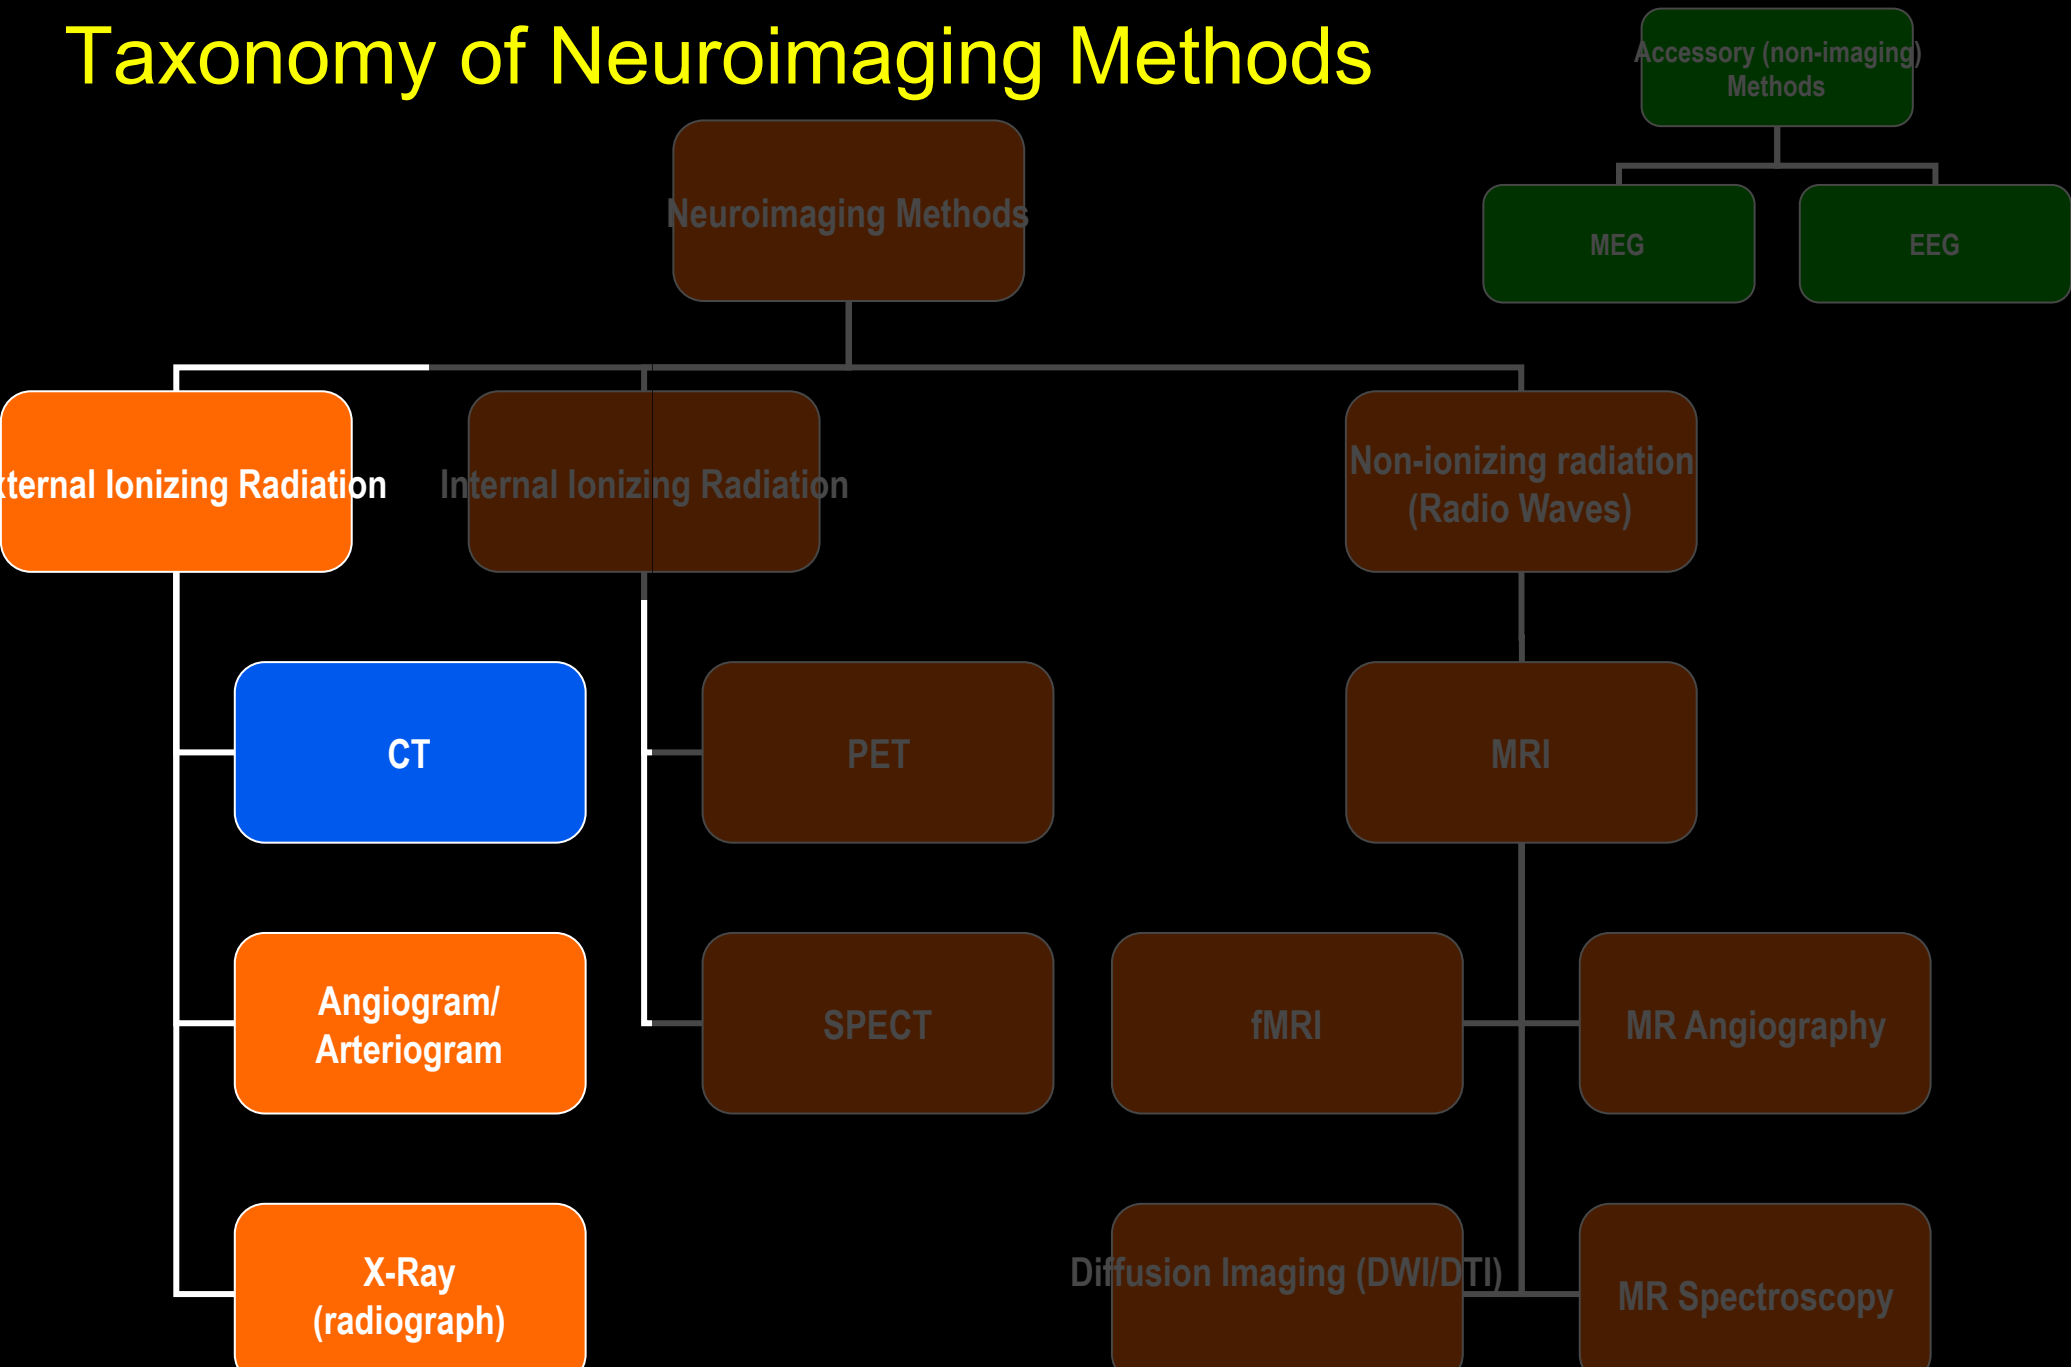 Taxonomy of Neuroimaging Methods
Accessory (non-imaging)
Methods
MEG
EEG
Neuroimaging Methods
xternal Ionizing Radiation
Internal Ionizing Radiation
Non-ionizing radiation
(Radio Waves)
CT
PET
MRI
Angiogram/
Arteriogram
SPECT
fMRI
MR Angiography
X-Ray
(radiograph)
Diffusion Imaging (DWI/DTI)
MR Spectroscopy